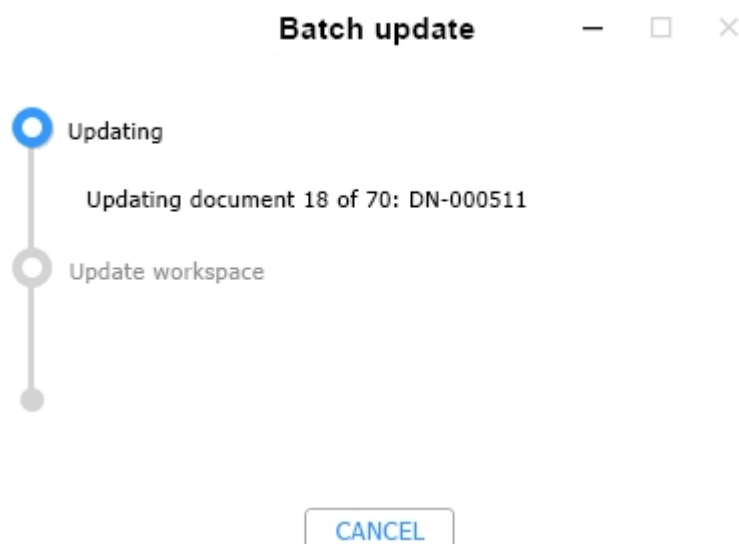 Batch update
Updating
Updating document 18 of 70: DN-000511
Update workspace
CANCEL